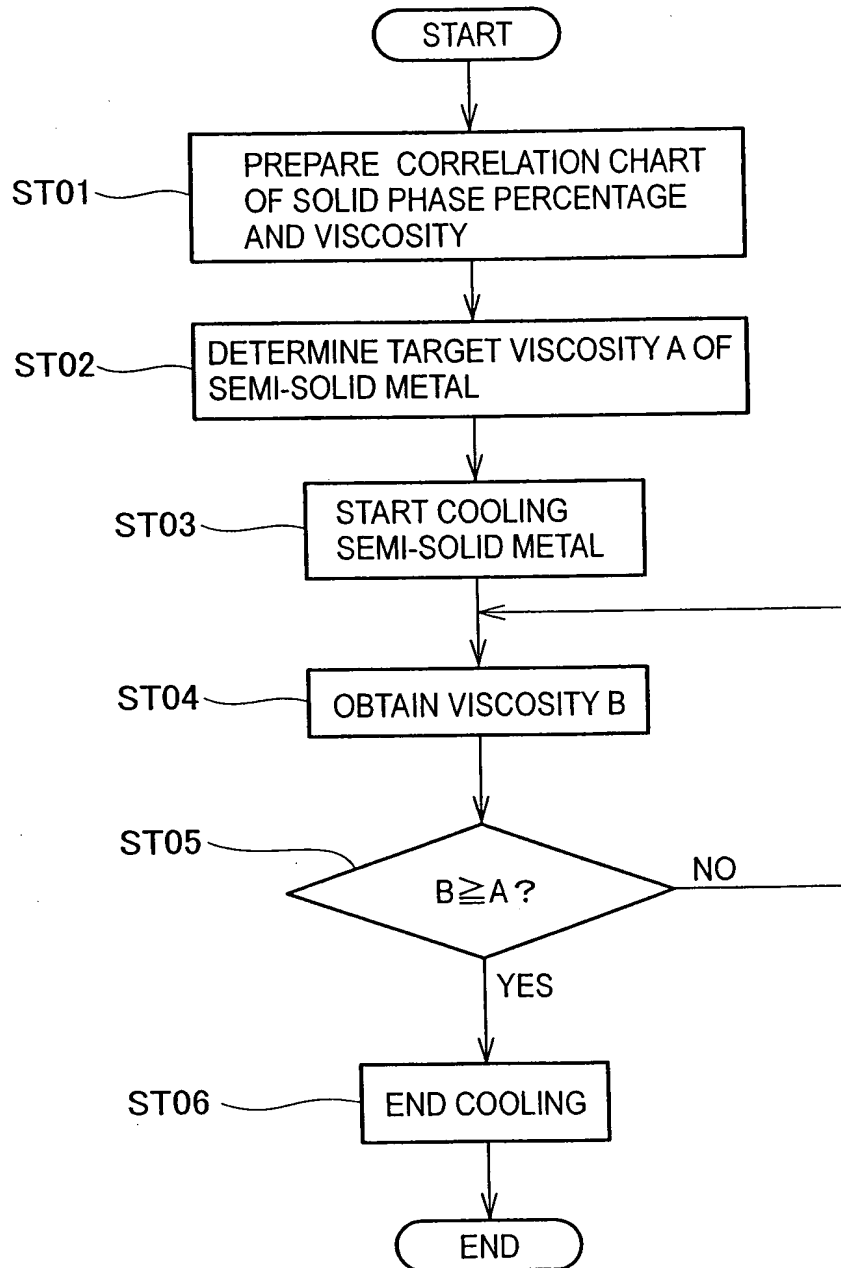 START
ST01
PREPARE CORRELATION CHART
OF SOLID PHASE PERCENTAGE
AND VISCOSITY
ST02
DETERMINE TARGET VISCOSITY A OF
SEMI-SOLID METAL
ST03
START COOLING
SEMI-SOLID METAL
ST04
OBTAIN VISCOSITY B
ST05
B≧A?
NO
YES
ST06
END COOLING
END